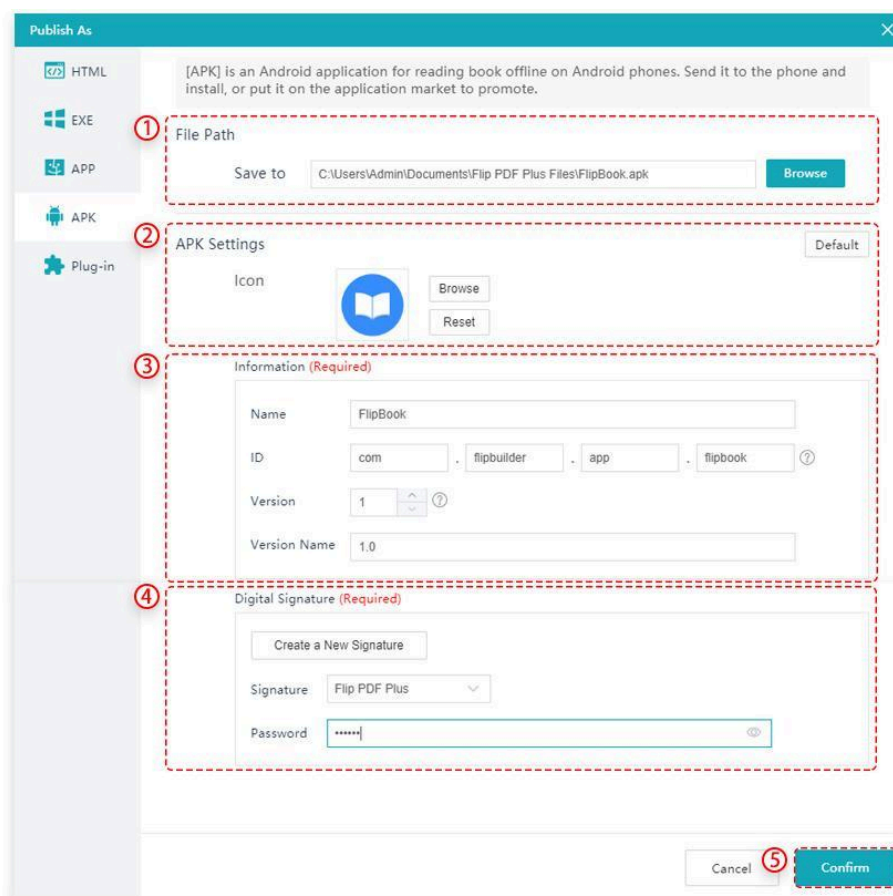 Publish As
HTML
EXE
APP
APK
Plug-in
[APK] is an Android application for reading book offline on Android phones. Send it to the phone and
install, or put it on the application market to promote.
1
File Path
Save to C:\Users\Admin\Documents\Flip PDF Plus Files\FlipBook.apk Browse
2
APK Settings Default
Icon
Browse
Reset
3
Information (Required)
Name FlipBook
ID com . flipbuilder . app . flipbook ?
Version 1 ?
Version Name 1.0
4
Digital Signature (Required)
Create a New Signature
Signature Flip PDF Plus
Password ••••••
Cancel 5 Confirm